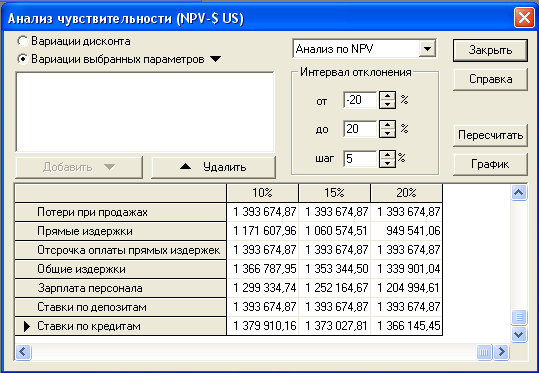 Анализ чувствительности (NPV-$ US)
Вариации дисконта
Вариации выбранных параметров
Анализ по NPV
Закрыть
Интервал отклонения
Справка
от -20 %
до 20 %
Пересчитать
шаг 5 %
Добавить Удалить График
10% 15% 20%
Потери при продажах 1 393 674,87 1 393 674,87 1 393 674,87
Прямые издержки 1 171 607,96 1 060 574,51 949 541,06
Отсрочка оплаты прямых издержек 1 393 674,87 1 393 674,87 1 393 674,87
Общие издержки 1 366 787,95 1 353 344,50 1 339 901,04
Зарплата персонала 1 299 334,74 1 252 164,67 1 204 994,61
Ставки по депозитам 1 393 674,87 1 393 674,87 1 393 674,87
Ставки по кредитам 1 379 910,16 1 373 027,81 1 366 145,45